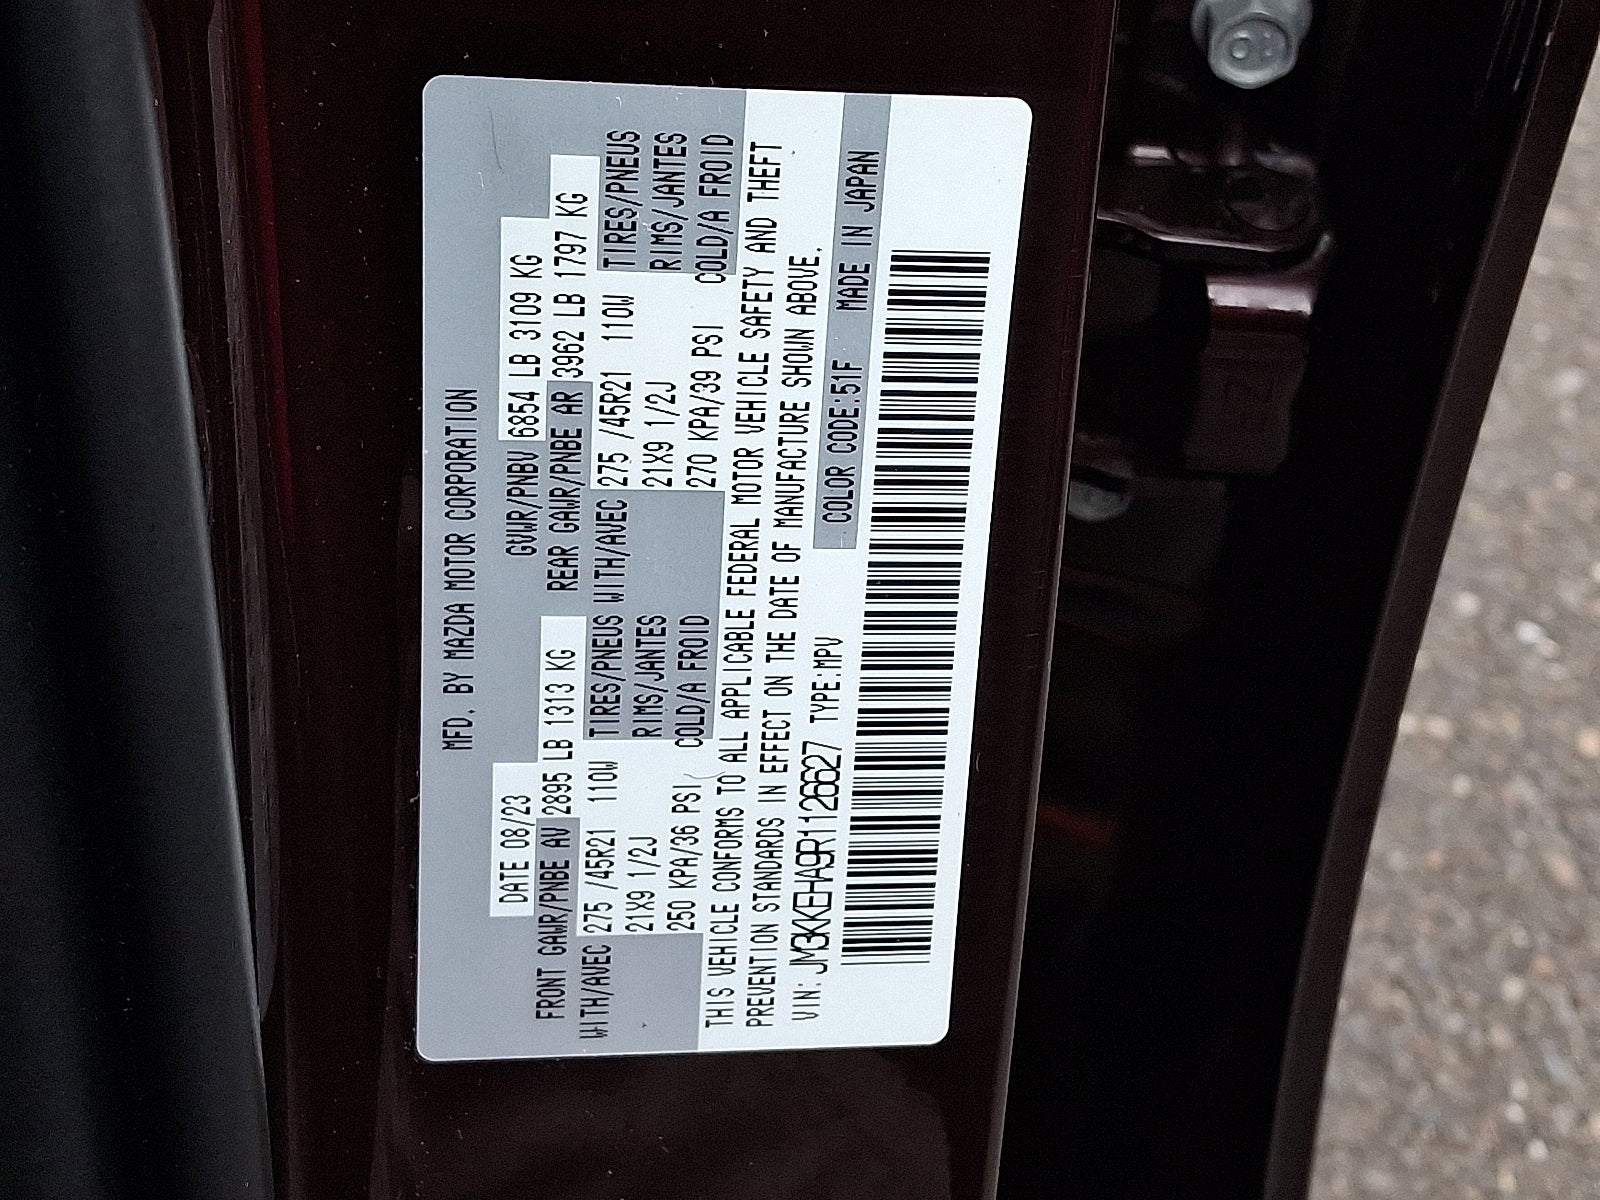 MFD. BY MAZDA MOTOR CORPORATION
DATE 08/23 GVWR/PNBV 6854 LB 3109 KG
FRONT GAWR/PNBE AV 2895 LB 1313 KG REAR GAWR/PNBE AR 3962 LB 1797 KG
WITH/AVEC 275 /45R21 110W TIRES/PNEUS WITH/AVEC 275 /45R21 110W TIRES/PNEUS
21X9 1/2J RIMS/JANTES 21X9 1/2J RIMS/JANTES
250 KPA/36 PSI COLD/A FROID 270 KPA/39 PSI COLD/A FROID
THIS VEHICLE CONFORMS TO ALL APPLICABLE FEDERAL MOTOR VEHICLE SAFETY AND THEFT
PREVENTION STANDARDS IN EFFECT ON THE DATE OF MANUFACTURE SHOWN ABOVE.
VIN: JM3KKEHA9R1126627 TYPE:MPV COLOR CODE:51F MADE IN JAPAN